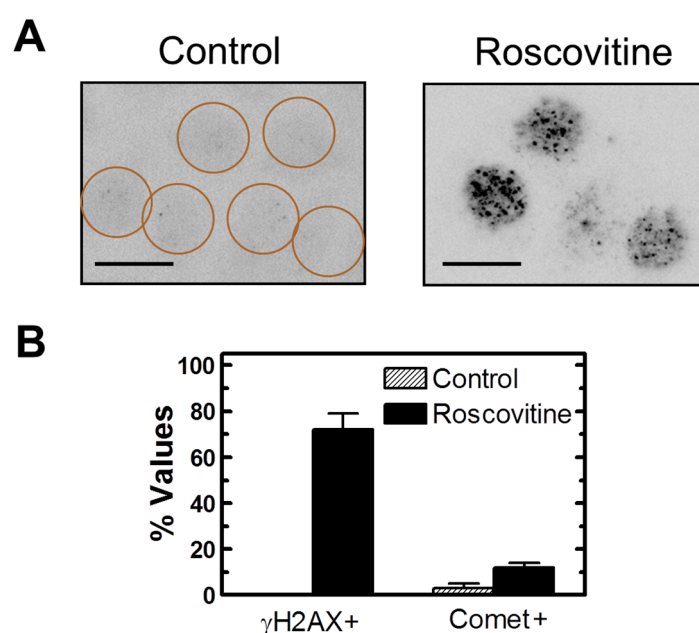 A
Control
Roscovitine
B
% Values
100
80
60
40
20
0
Control
Roscovitine
γH2AX+
Comet+